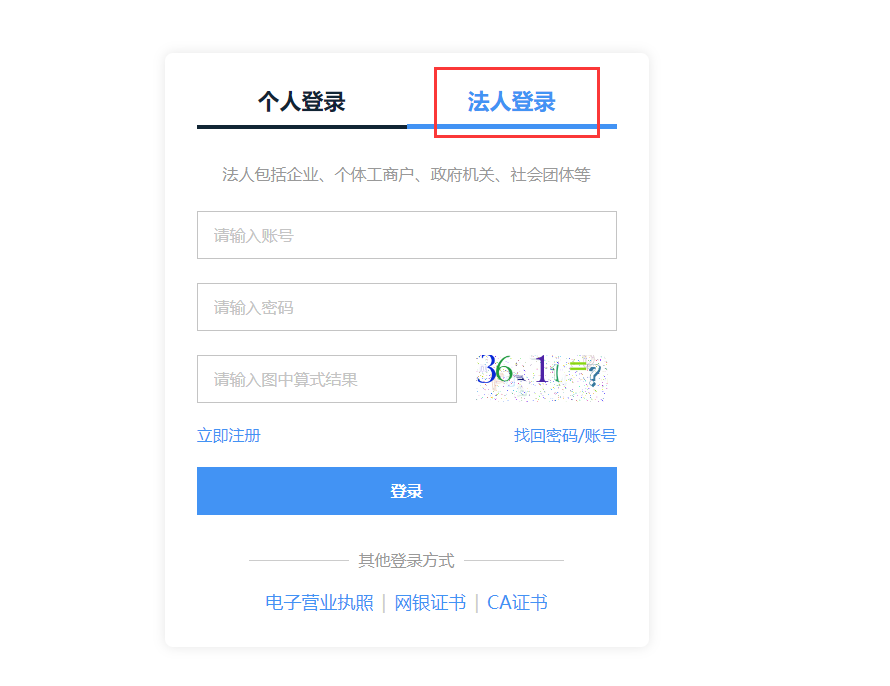 个人登录 法人登录
法人包括企业、个体工商户、政府机关、社会团体等
请输入账号
请输入密码
请输入图中算式结果
立即注册 找回密码/账号
登录
其他登录方式
电子营业执照 | 网银证书 | CA证书